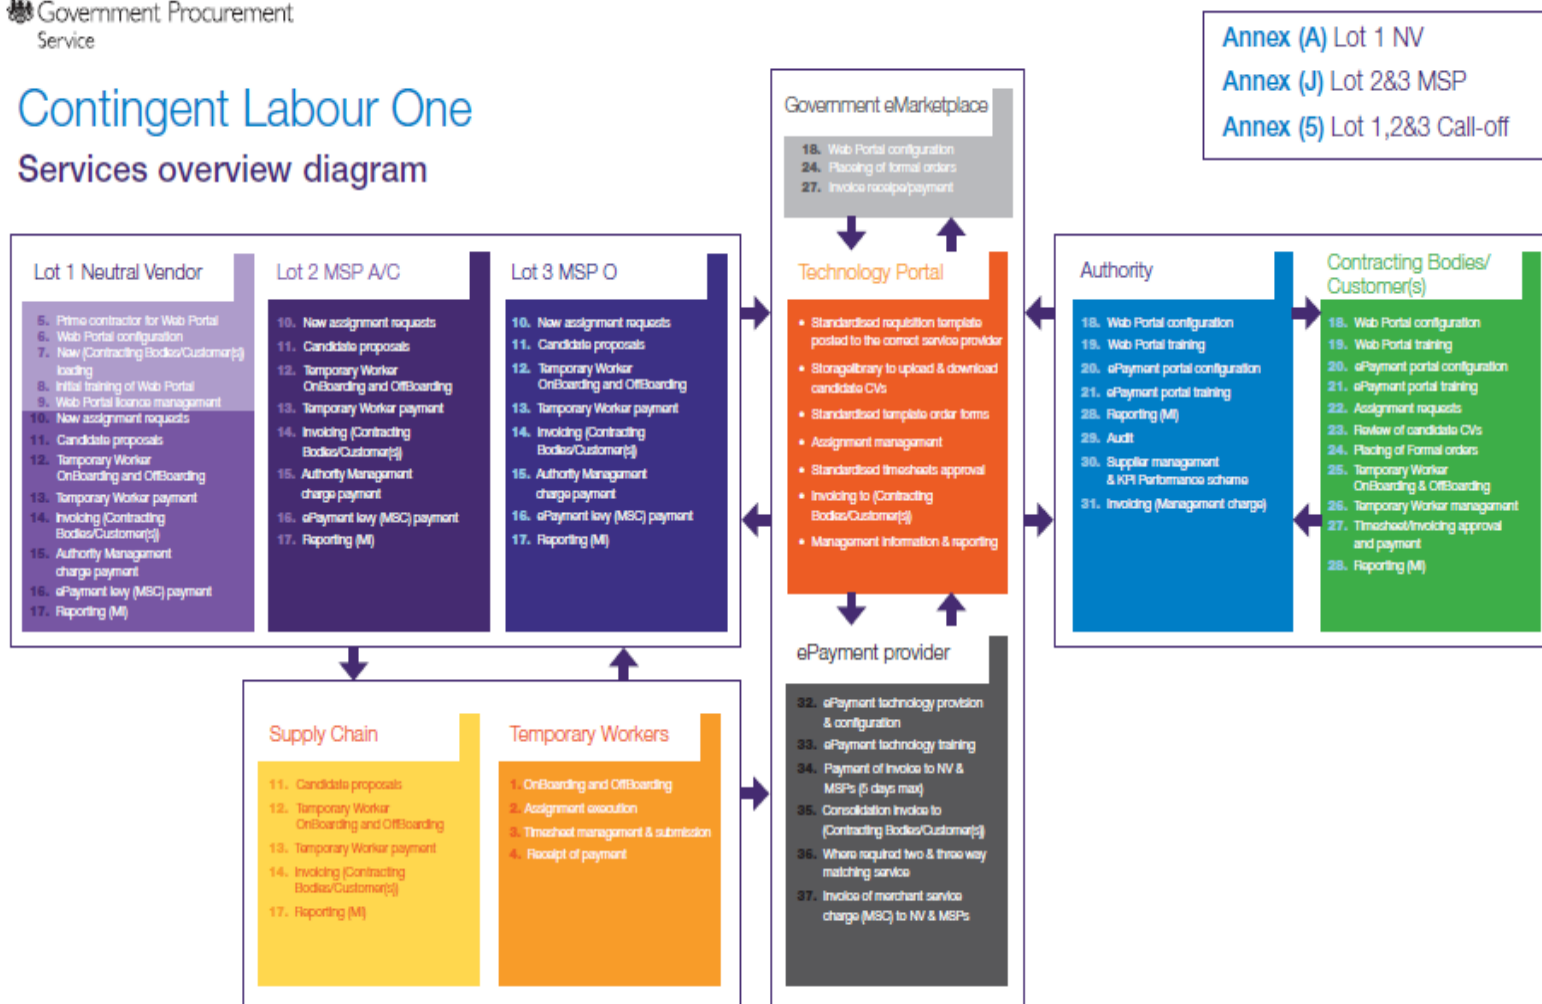 Government Procurement
Service
Contingent Labour One
Services overview diagram
Annex (A) Lot 1 NV
Annex (J) Lot 2&3 MSP
Annex (5) Lot 1,2&3 Call-off
Government eMarketplace
18. Web Portal configuration
24. Placeing of formal orders
27. Invoice receipe/payment
Lot 1 Neutral Vendor
5. Prime contractor for Web Portal
6. Web Portal configuration
7. New (Contracting Bodies/Customer(s))
loading
8. Initial training of Web Portal
9. Web Portal licence management
10. New assignment requests
11. Candidate proposals
12. Temporary Worker
OnBoarding and OffBoarding
13. Temporary Worker payment
14. Invoicing (Contracting
Bodies/Customer(s))
15. Authority Management
charge payment
16. ePayment levy (MSC) payment
17. Reporting (MI)
Lot 2 MSP A/C
10. New assignment requests
11. Candidate proposals
12. Temporary Worker
OnBoarding and OffBoarding
13. Temporary Worker payment
14. Invoicing (Contracting
Bodies/Customer(s))
15. Authority Management
charge payment
16. ePayment levy (MSC) payment
17. Reporting (MI)
Lot 3 MSP O
10. New assignment requests
11. Candidate proposals
12. Temporary Worker
OnBoarding and OffBoarding
13. Temporary Worker payment
14. Invoicing (Contracting
Bodies/Customer(s))
15. Authority Management
charge payment
16. ePayment levy (MSC) payment
17. Reporting (MI)
Technology Portal
• Standardised requisition template
posted to the correct service provider
• Storagelibrary to upload & download
candidate CVs
• Standardised template order forms
• Assignment management
• Standardised timesheets approval
• Invoicing to (Contracting
Bodies/Customer(s))
• Management Information & reporting
Authority
18. Web Portal configuration
19. Web Portal training
20. ePayment portal configuration
21. ePayment portal training
28. Reporting (MI)
29. Audit
30. Supplier management
& KPI Performance scheme
31. Invoicing (Management charge)
Contracting Bodies/
Customer(s)
18. Web Portal configuration
19. Web Portal training
20. ePayment portal configuration
21. ePayment portal training
22. Assignment requests
23. Review of candidate CVs
24. Placing of Formal orders
25. Temporary Worker
OnBoarding & OffBoarding
26. Temporary Worker management
27. Timesheet/Invoicing approval
and payment
28. Reporting (MI)
Supply Chain
11. Candidate proposals
12. Temporary Worker
OnBoarding and OffBoarding
13. Temporary Worker payment
14. Invoicing (Contracting
Bodies/Customer(s))
17. Reporting (MI)
Temporary Workers
1. OnBoarding and OffBoarding
2. Assignment execution
3. Timesheet management & submission
4. Receipt of payment
ePayment provider
32. ePayment technology provision
& configuration
33. ePayment technology training
34. Payment of Invoice to NV &
MSPs (5 days max)
35. Consolidation Invoice to
(Contracting Bodies/Customer(s))
36. Where required two & three way
matching service
37. Invoice of merchant service
charge (MSC) to NV & MSPs